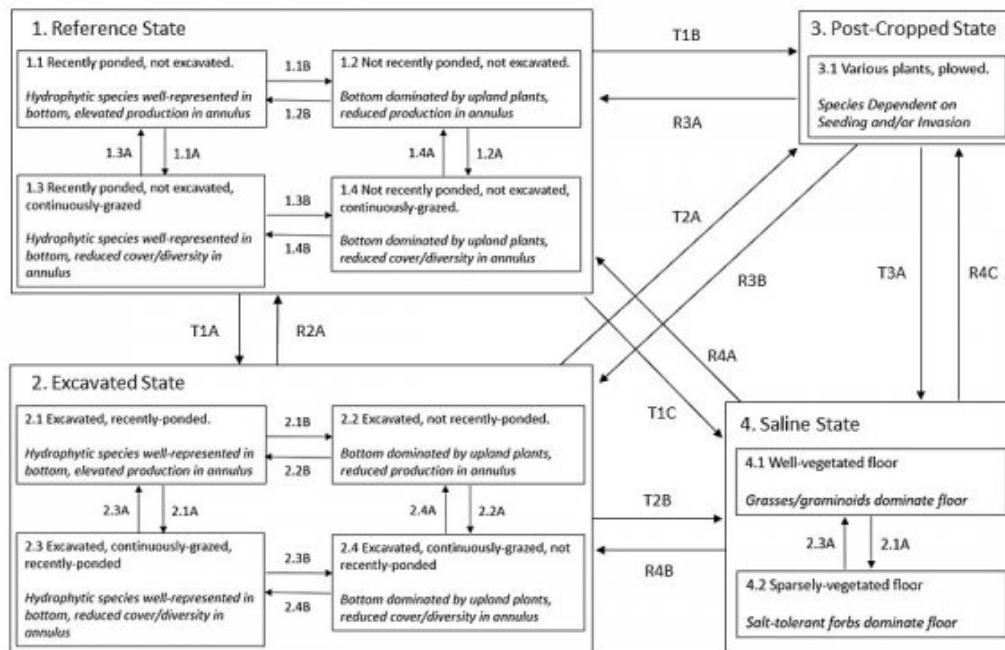 1. Reference State
1.1 Recently ponded, not excavated.
Hydrophytic species well-represented in
bottom, elevated production in annulus
1.1B
1.2B
1.2 Not recently ponded, not excavated.
Bottom dominated by upland plants,
reduced production in annulus
1.3A
1.1A
1.4A
1.2A
1.3 Recently ponded, not excavated,
continuously-grazed
Hydrophytic species well-represented in
bottom, reduced cover/diversity in
annulus
1.3B
1.4B
1.4 Not recently ponded, not excavated,
continuously-grazed.
Bottom dominated by upland plants,
reduced cover/diversity in annulus
T1B
R3A
3. Post-Cropped State
3.1 Various plants, plowed.
Species Dependent on
Seeding and/or Invasion
T2A
R3B
T3A
R4C
T1A
R2A
R4A
T1C
2. Excavated State
2.1 Excavated, recently-ponded.
Hydrophytic species well-represented in
bottom, elevated production in annulus
2.1B
2.2B
2.2 Excavated, not recently-ponded.
Bottom dominated by upland plants,
reduced production in annulus
2.3A
2.1A
2.4A
2.2A
2.3 Excavated, continuously-grazed,
recently-ponded
Hydrophytic species well-represented in
bottom, reduced cover/diversity in
annulus
2.3B
2.4B
2.4 Excavated, continuously-grazed, not
recently-ponded
Bottom dominated by upland plants,
reduced cover/diversity in annulus
T2B
R4B
4. Saline State
4.1 Well-vegetated floor
Grasses/graminoids dominate floor
2.3A
2.1A
4.2 Sparsely-vegetated floor
Salt-tolerant forbs dominate floor